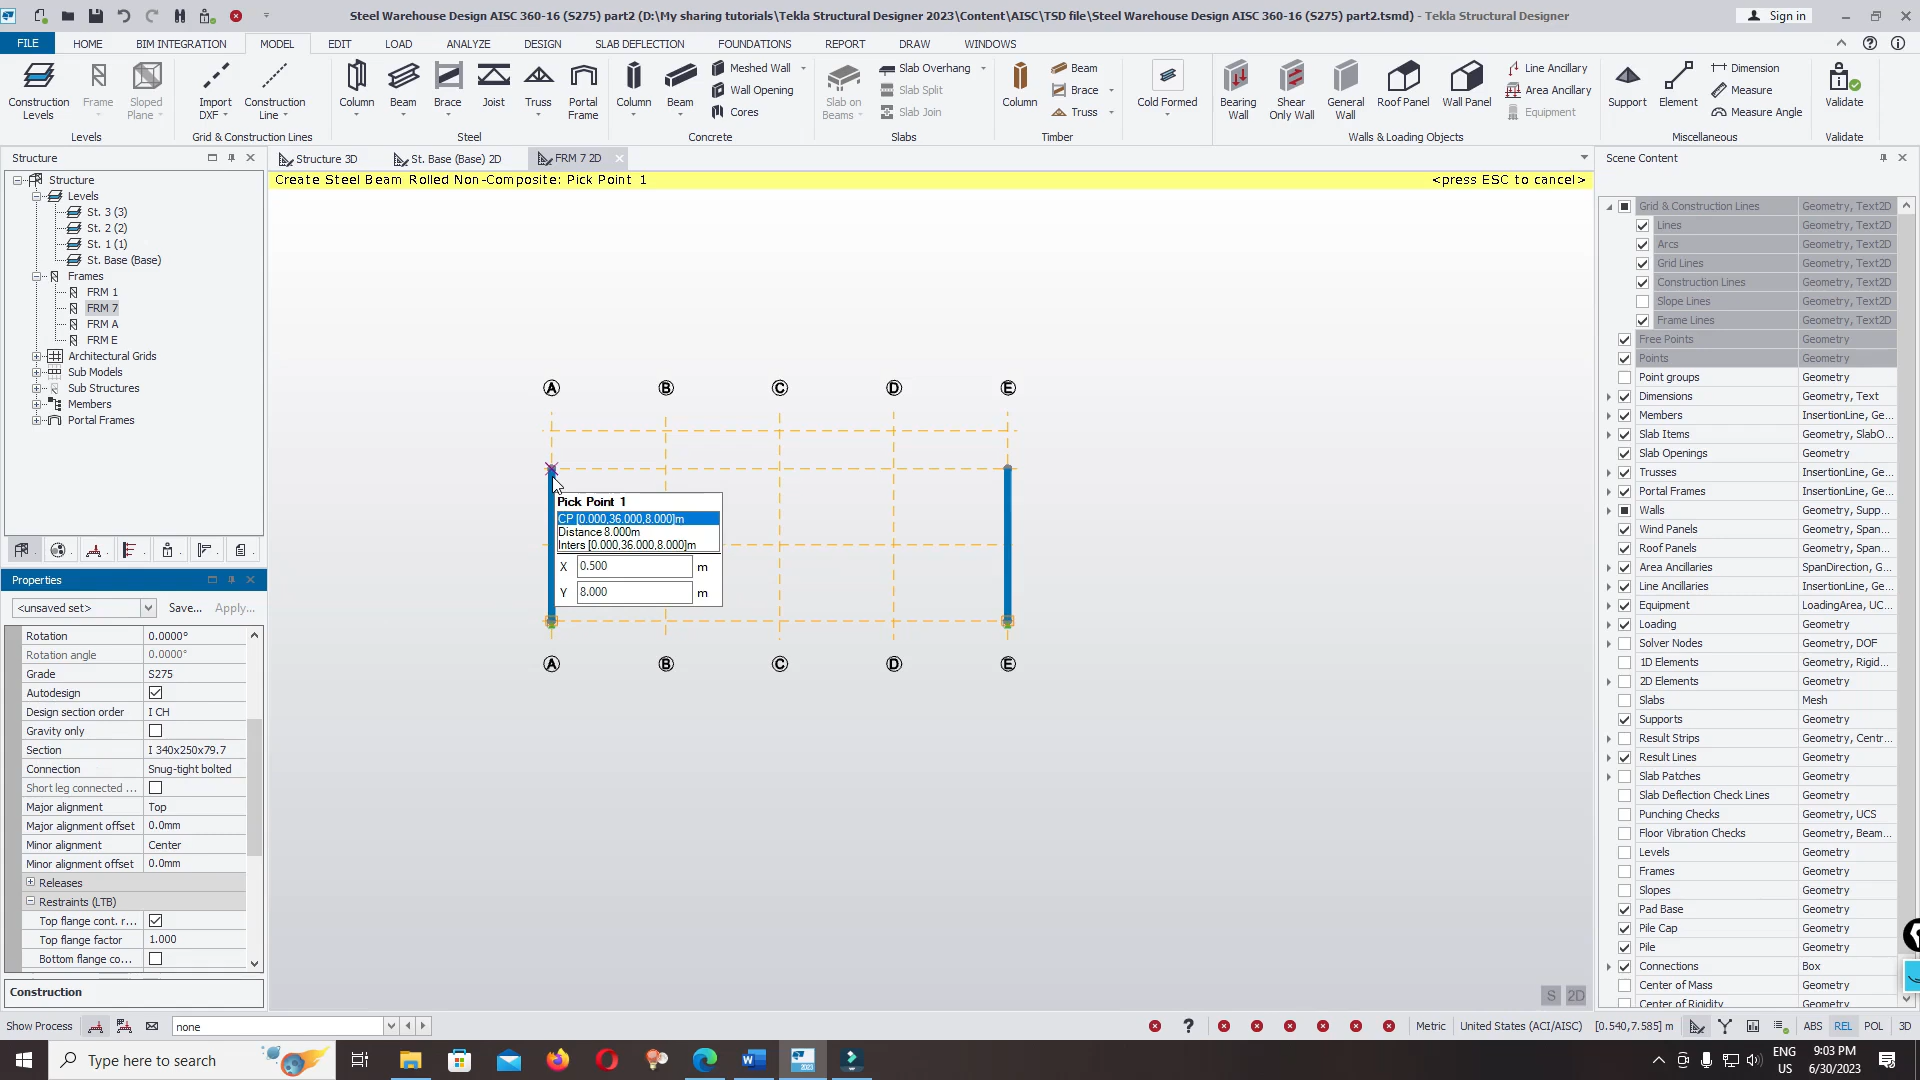 Steel Warehouse Design AISC 360-16 (S275) part2 (D:\My sharing tutorials\Tekla Structural Designer 2023\Content\AISC\TSD file\Steel Warehouse Design AISC 360-16 (S275) part2.tsmd) - Tekla Structural Designer
Sign in
FILE HOME BIM INTEGRATION MODEL EDIT LOAD ANALYZE DESIGN SLAB DEFLECTION FOUNDATIONS REPORT DRAW WINDOWS
Construction Levels
Frame
Sloped Plane
Levels
Import DXF
Construction Line
Grid & Construction Lines
Column
Beam
Brace
Joist
Truss
Portal Frame
Steel
Column
Beam
Meshed Wall
Wall Opening
Cores
Concrete
Slab on Beams
Slab Overhang
Slab Split
Slab Join
Slabs
Column
Beam
Brace
Truss
Timber
Cold Formed
Bearing Wall
Shear Only Wall
General Wall
Roof Panel
Wall Panel
Line Ancillary
Area Ancillary
Equipment
Walls & Loading Objects
Support
Element
Dimension
Measure
Measure Angle
Miscellaneous
Validate
Validate
Structure
Structure
Levels
St. 3 (3)
St. 2 (2)
St. 1 (1)
St. Base (Base)
Frames
FRM 1
FRM 7
FRM A
FRM E
Architectural Grids
Sub Models
Sub Structures
Members
Portal Frames
Properties
<unsaved set> Save... Apply...
Rotation 0.0000°
Rotation angle 0.0000°
Grade S275
Autodesign
Design section order I CH
Gravity only
Section I 340x250x79.7
Connection Snug-tight bolted
Short leg connected ...
Major alignment Top
Major alignment offset 0.0mm
Minor alignment Center
Minor alignment offset 0.0mm
Releases
Restraints (LTB)
Top flange cont. r...
Top flange factor 1.000
Bottom flange co...
Construction
Structure 3D St. Base (Base) 2D FRM 7 2D
Create Steel Beam Rolled Non-Composite: Pick Point 1 <press ESC to cancel>
A B C D E
Pick Point 1
CP [0.000,36.000,8.000]m
Distance 8.000m
Inters [0.000,36.000,8.000]m
X 0.500 m
Y 8.000 m
A B C D E
S 2D
Scene Content
Grid & Construction Lines Geometry, Text2D
Lines Geometry, Text2D
Arcs Geometry, Text2D
Grid Lines Geometry, Text2D
Construction Lines Geometry, Text2D
Slope Lines Geometry, Text2D
Frame Lines Geometry, Text2D
Free Points Geometry
Points Geometry
Point groups Geometry
Dimensions Geometry, Text
Members InsertionLine, Ge...
Slab Items Geometry, SlabO...
Slab Openings Geometry
Trusses InsertionLine, Ge...
Portal Frames InsertionLine, Ge...
Walls Geometry, Supp...
Wind Panels Geometry, Span...
Roof Panels Geometry, Span...
Area Ancillaries SpanDirection, G...
Line Ancillaries InsertionLine, Ge...
Equipment LoadingArea, UC...
Loading Geometry, UCS
Solver Nodes Geometry, DOF
1D Elements Geometry, Rigid...
2D Elements Geometry
Slabs Mesh
Supports Geometry
Result Strips Geometry, Centr...
Result Lines Geometry
Slab Patches Geometry
Slab Deflection Check Lines Geometry
Punching Checks Geometry, UCS
Floor Vibration Checks Geometry, Beam...
Levels Geometry
Frames Geometry
Slopes Geometry
Pad Base Geometry
Pile Cap Geometry
Pile Geometry
Connections Box
Center of Mass Geometry
Center of Rigidity Geometry
Show Process none Metric United States (ACI/AISC) [0.540,7.585] m ABS REL POL 3D
Type here to search
ENG
US
9:03 PM
6/30/2023